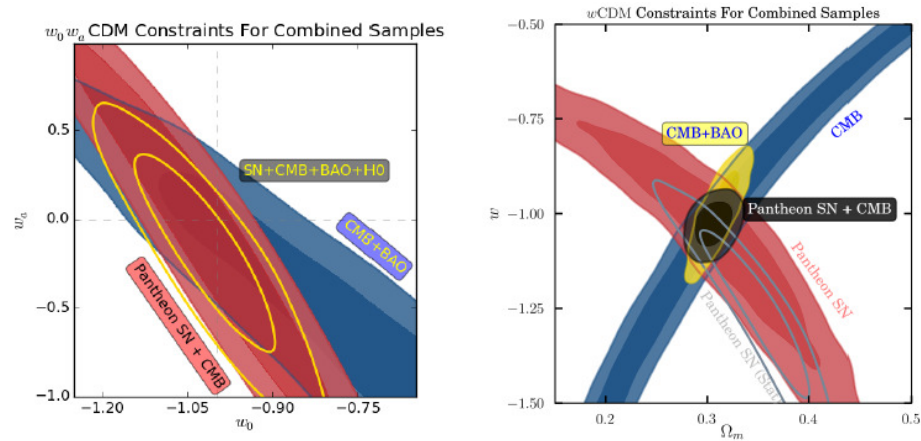 w₀wₐCDM Constraints For Combined Samples
0.5
0.0
−0.5
−1.0
wₐ
−1.20
−1.05
−0.90
−0.75
w₀
SN+CMB+BAO+H0
CMB+BAO
Pantheon SN + CMB
wCDM Constraints For Combined Samples
−0.50
−0.75
−1.00
−1.25
−1.50
w
0.2
0.3
0.4
0.5
Ωₘ
CMB+BAO
CMB
Pantheon SN + CMB
Pantheon SN
Pantheon SN (Stat